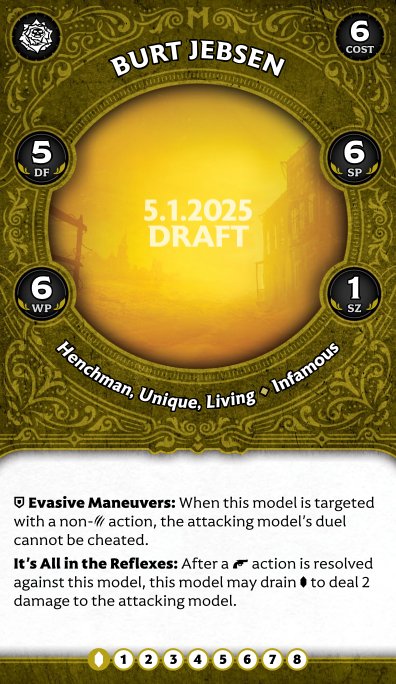 BURT JEBSEN
6
COST
5
DF
6
SP
5.1.2025
DRAFT
6
WP
1
SZ
Henchman, Unique, Living ♦ Infamous
Evasive Maneuvers: When this model is targeted
with a non- action, the attacking model's duel
cannot be cheated.
It's All in the Reflexes: After a action is resolved
against this model, this model may drain to deal 2
damage to the attacking model.
1 2 3 4 5 6 7 8